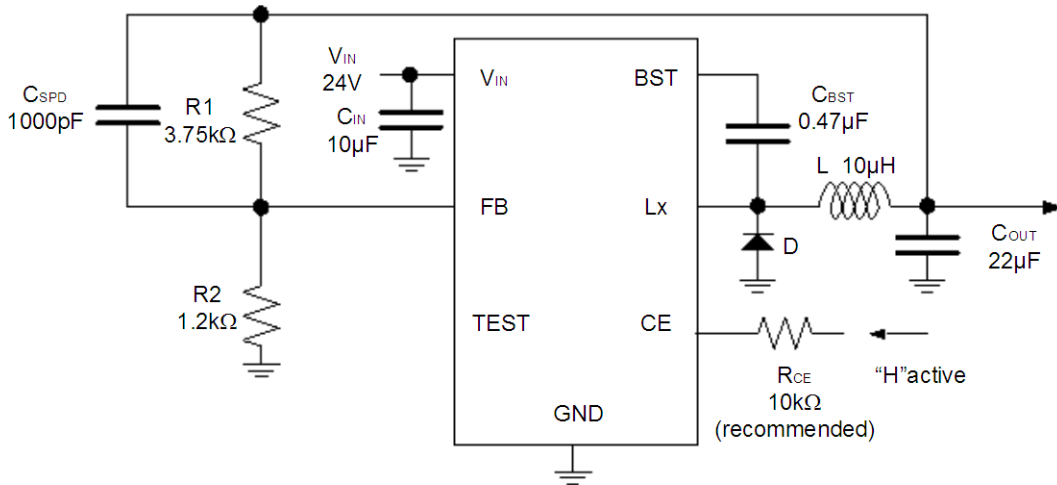 CSPD
1000pF
R1
3.75kΩ
R2
1.2kΩ
VIN
24V
CIN
10µF
VIN
FB
TEST
GND
BST
Lx
CE
CBST
0.47µF
L 10µH
D
COUT
22µF
RCE
10kΩ
(recommended)
“H”active